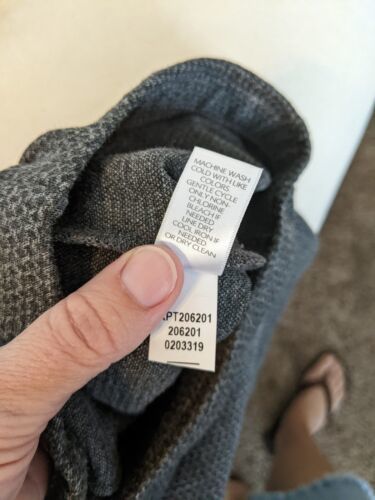 MACHINE WASH
COLD WITH LIKE
COLORS.
GENTLE CYCLE
ONLY NON-
CHLORINE
BLEACH IF
NEEDED
LINE DRY
COOL IRON IF
NEEDED
OR DRY CLEAN
PT206201
206201
0203319